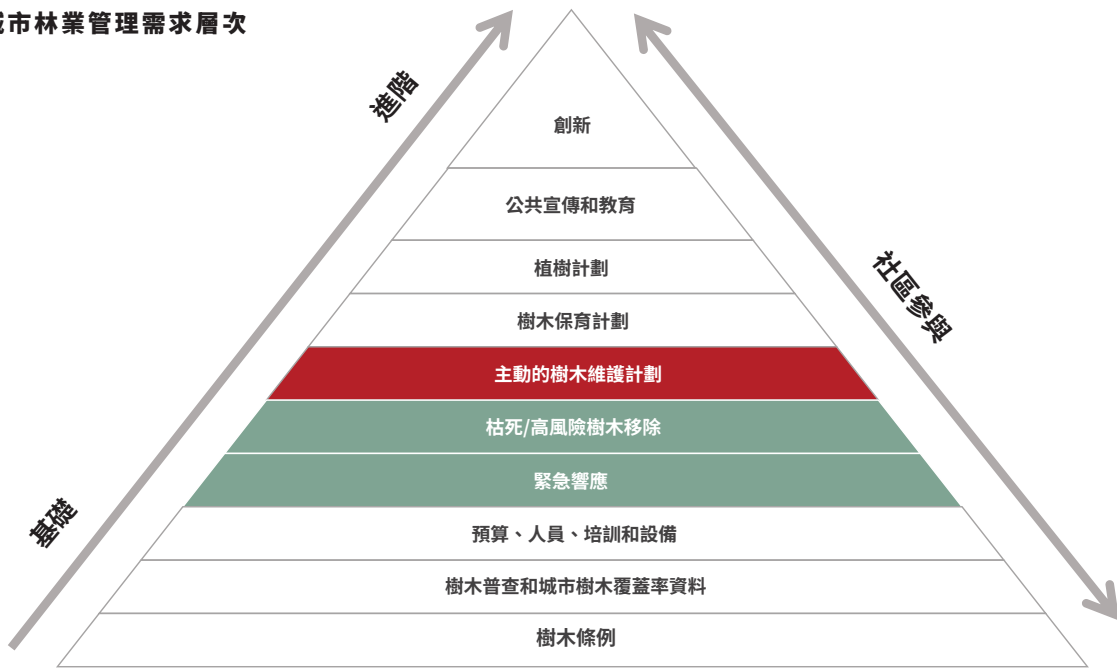 市林業管理需求層次
進階
創新
公共宣傳和教育
植樹計劃
社區參與
樹木保育計劃
主動的樹木維護計劃
枯死/高風險樹木移除
緊急響應
基礎
預算、人員、培訓和設備
樹木普查和城市樹木覆蓋率資料
樹木條例